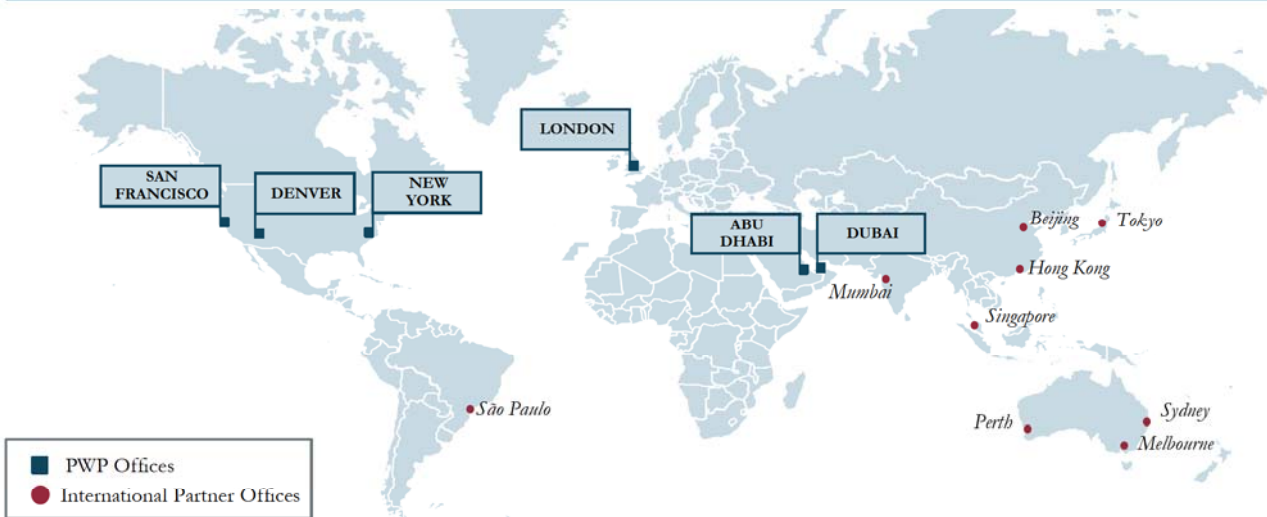 LONDON
SAN
FRANCISCO
DENVER
NEW
YORK
ABU
DHABI
DUBAI
Beijing
Tokyo
Hong Kong
Mumbai
Singapore
São Paulo
Perth
Sydney
Melbourne
PWP Offices
International Partner Offices